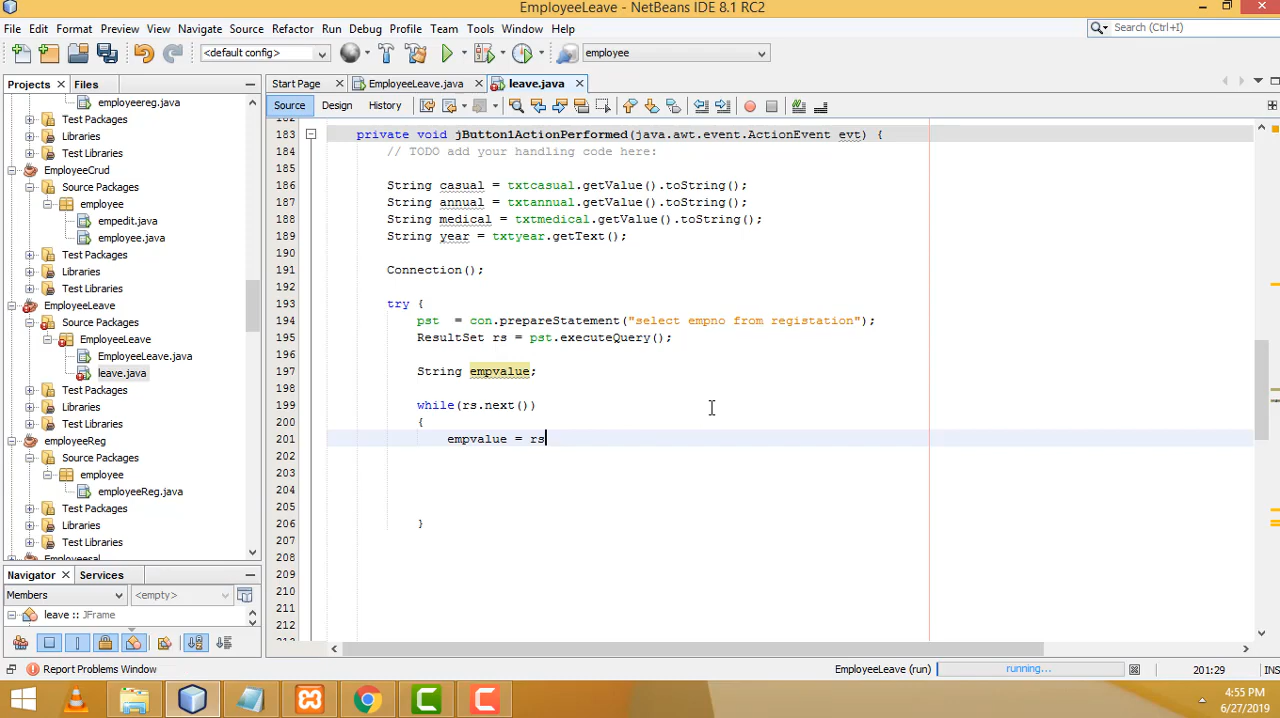 EmployeeLeave - NetBeans IDE 8.1 RC2
File Edit Format Preview View Navigate Source Refactor Run Debug Profile Team Tools Window Help
Search (Ctrl+I)
<default config>
employee
Projects Files
Start Page EmployeeLeave.java leave.java
Source Design History
employeereg.java
Test Packages
Libraries
Test Libraries
EmployeeCrud
Source Packages
employee
empedit.java
employee.java
Test Packages
Libraries
Test Libraries
EmployeeLeave
Source Packages
EmployeeLeave
EmployeeLeave.java
leave.java
Test Packages
Libraries
Test Libraries
employeeReg
Source Packages
employee
employeeReg.java
Test Packages
Libraries
Test Libraries
Employeesal
Navigator Services
Members <empty>
leave :: JFrame
182
183 private void jButton1ActionPerformed(java.awt.event.ActionEvent evt) {
184 // TODO add your handling code here:
185
186 String casual = txtcasual.getValue().toString();
187 String annual = txtannual.getValue().toString();
188 String medical = txtmedical.getValue().toString();
189 String year = txtyear.getText();
190
191 Connection();
192
193 try {
194 pst  = con.prepareStatement("select empno from registation");
195 ResultSet rs = pst.executeQuery();
196
197 String empvalue;
198
199 while(rs.next())
200 {
201 empvalue = rs
202
203
204
205
206 }
207
208
209
210
211
212
213
Report Problems Window
EmployeeLeave (run) running... 201:29 INS
4:55 PM
6/27/2019